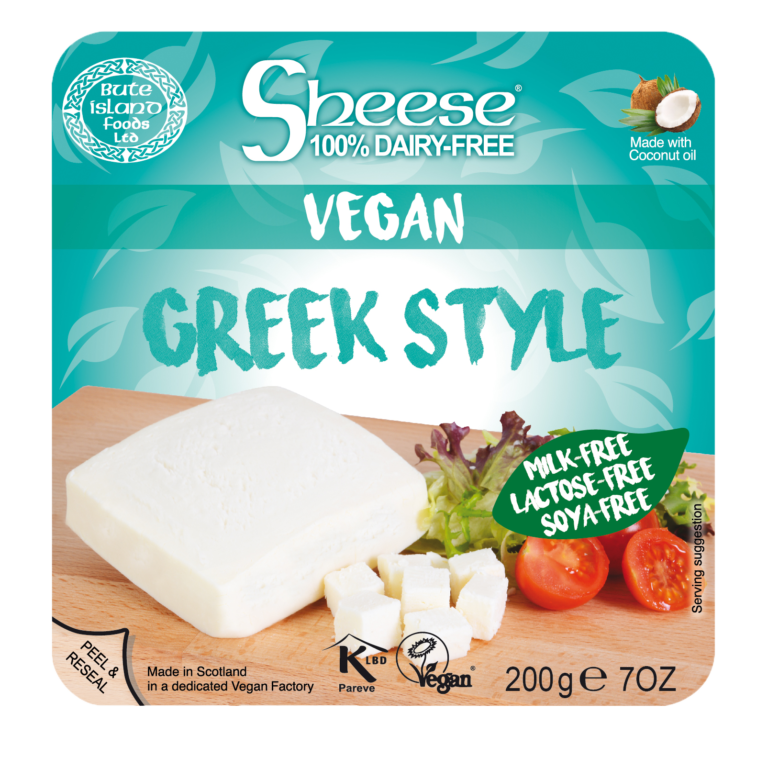 Bute
island
foods
Ltd
Sheese®
100% DAIRY-FREE
Made with
Coconut oil
VEGAN
GREEK STYLE
MILK-FREE
LACTOSE-FREE
SOYA-FREE
Serving suggestion
PEEL &
RESEAL
Made in Scotland
in a dedicated Vegan Factory
K LBD
Pareve
Vegan®
200g e 7OZ